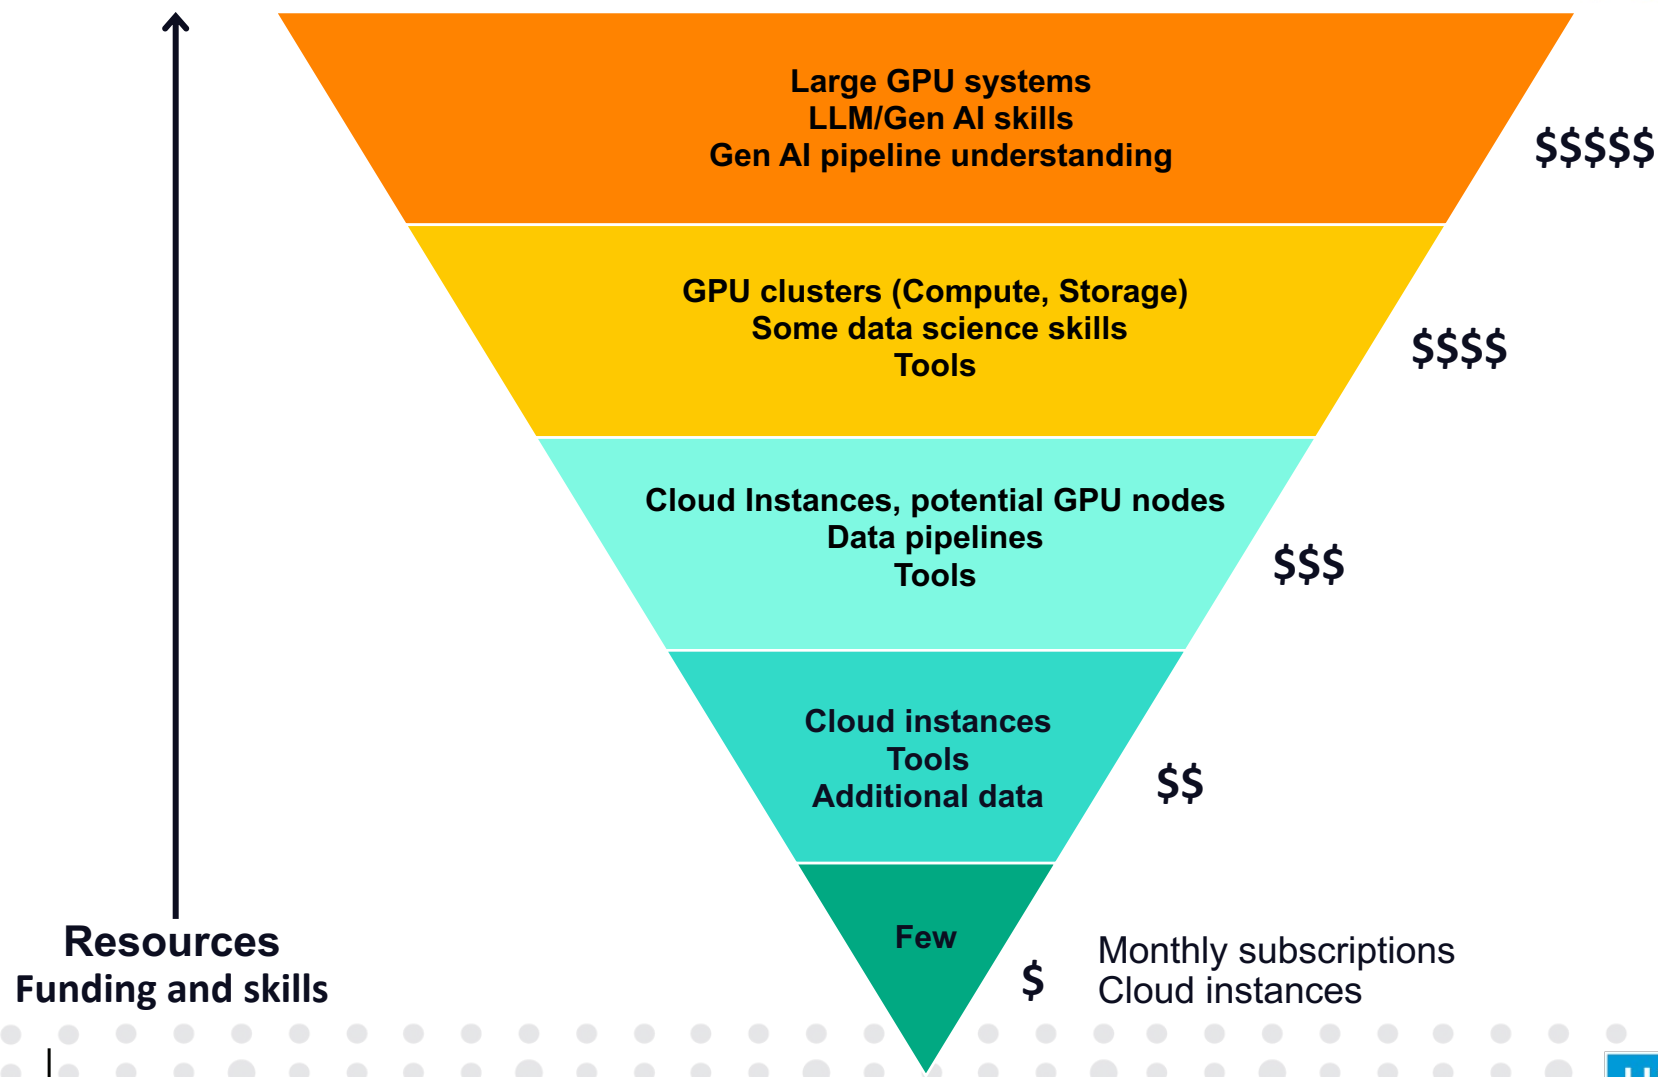 Large GPU systems
LLM/Gen AI skills
Gen AI pipeline understanding
$$$$$
GPU clusters (Compute, Storage)
Some data science skills
Tools
$$$$
Cloud Instances, potential GPU nodes
Data pipelines
Tools
$$$
Cloud instances
Tools
Additional data
$$
Few
$
Monthly subscriptions
Cloud instances
Resources
Funding and skills